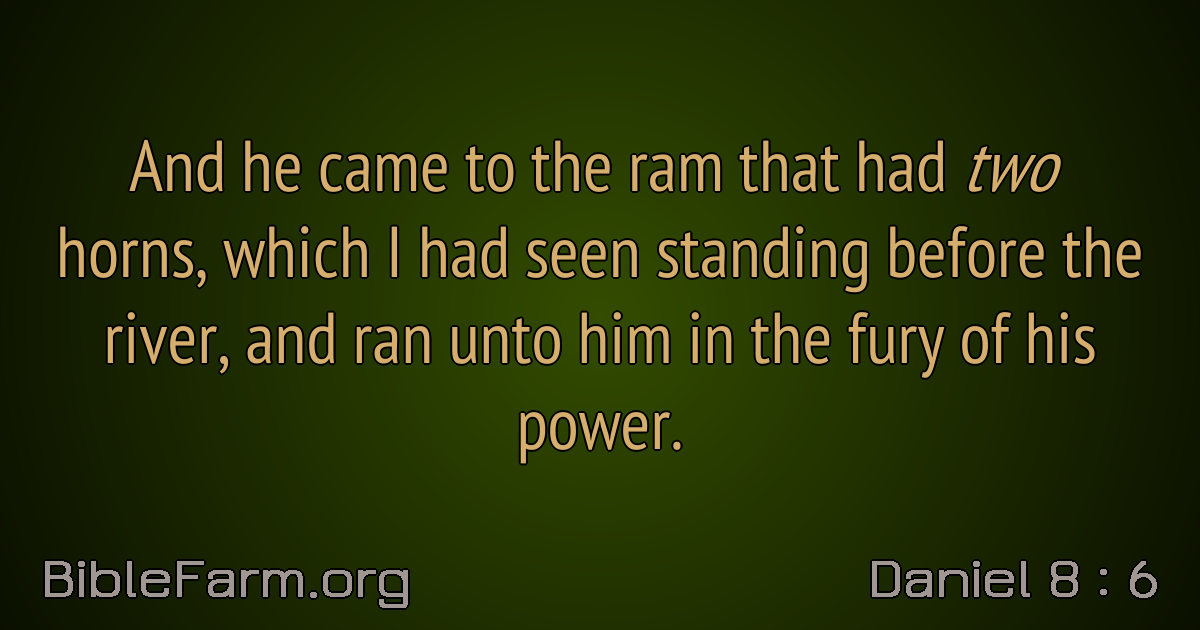 And he came to the ram that had two
horns, which I had seen standing before the
river, and ran unto him in the fury of his
power.
BibleFarm.org
Daniel 8 : 6